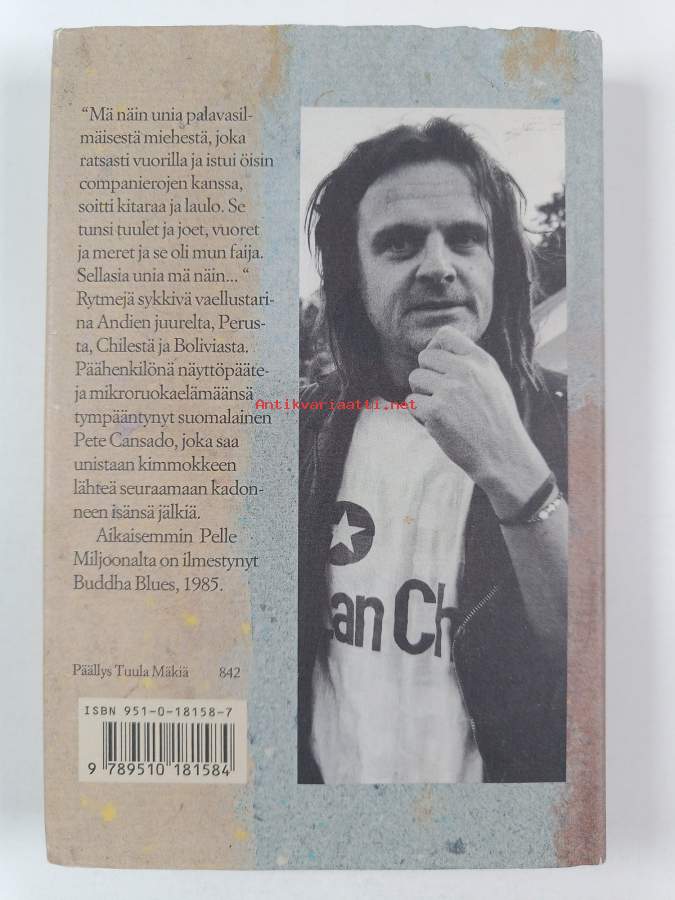 “Mä näin unia palavasil-
mäisestä miehestä, joka
ratsasti vuorilla ja istui öisin
companierojen kanssa,
soitti kitaraa ja laulo. Se
tunsi tuulet ja joet, vuoret
ja meret ja se oli mun faija.
Sellasia unia mä näin... “
Rytmejä sykkivä vaellustari-
na Andien juurelta, Perus-
ta, Chilestä ja Boliviasta.
Päähenkilönä näyttöpääte-
ja mikroruokaelämäänsä
tympääntynyt suomalainen
Pete Cansado, joka saa
unistaan kimmokkeen
lähteä seuraamaan kadon-
neen isänsä jälkiä.
Aikaisemmin Pelle
Miljoonalta on ilmestynyt
Buddha Blues, 1985.
Päällys Tuula Mäkiä 842
ISBN 951-0-18158-7
9 789510 181584
Antikvariaatti.net
an Ch